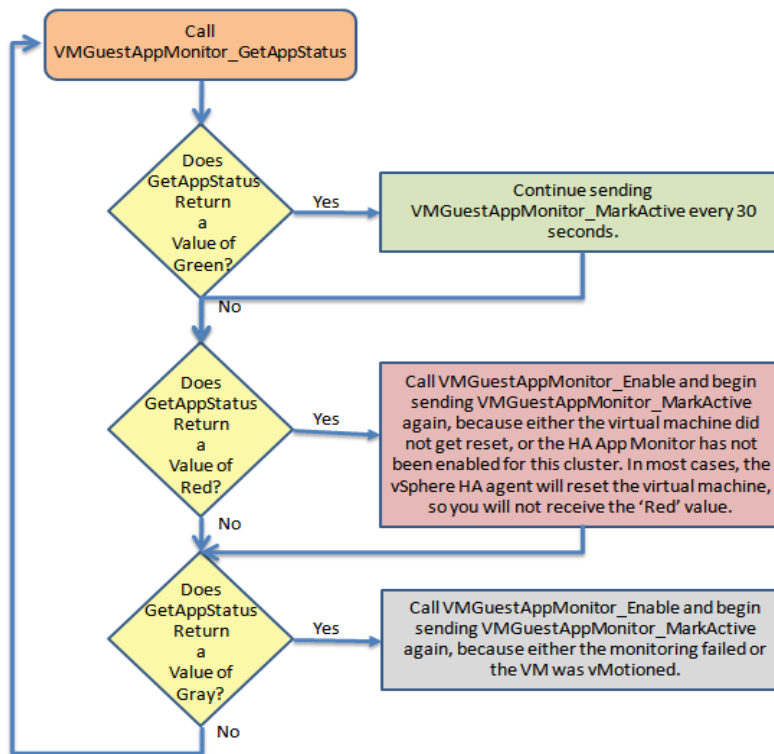 Call
VMGuestAppMonitor_GetAppStatus
Does
GetAppStatus
Return
a
Value of
Green?
Yes
Continue sending
VMGuestAppMonitor_MarkActive every 30
seconds.
No
Does
GetAppStatus
Return
a
Value of
Red?
Yes
Call VMGuestAppMonitor_Enable and begin
sending VMGuestAppMonitor_MarkActive
again, because either the virtual machine did
not get reset, or the HA App Monitor has not
been enabled for this cluster. In most cases, the
vSphere HA agent will reset the virtual machine,
so you will not receive the ‘Red’ value.
No
Does
GetAppStatus
Return
a
Value of
Gray?
Yes
Call VMGuestAppMonitor_Enable and begin
sending VMGuestAppMonitor_MarkActive
again, because either the monitoring failed or
the VM was vMotioned.
No